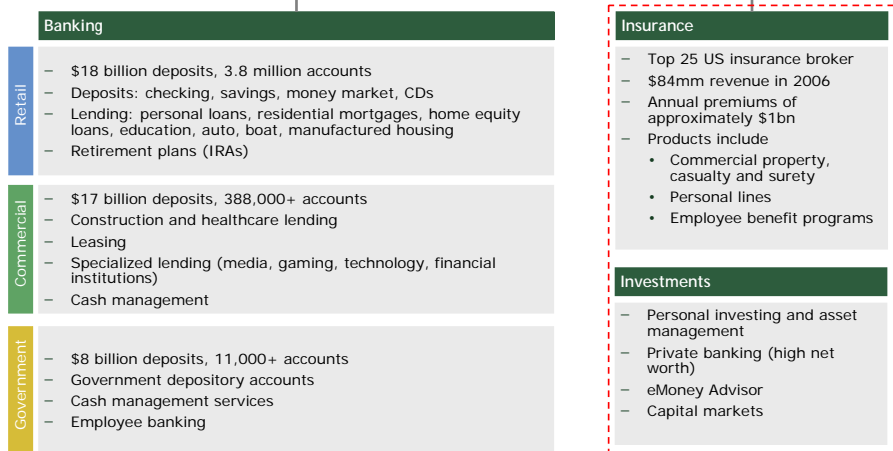 Banking
Retail
– $18 billion deposits, 3.8 million accounts
– Deposits: checking, savings, money market, CDs
– Lending: personal loans, residential mortgages, home equity
loans, education, auto, boat, manufactured housing
– Retirement plans (IRAs)
Commercial
– $17 billion deposits, 388,000+ accounts
– Construction and healthcare lending
– Leasing
– Specialized lending (media, gaming, technology, financial
institutions)
– Cash management
Government
– $8 billion deposits, 11,000+ accounts
– Government depository accounts
– Cash management services
– Employee banking
Insurance
– Top 25 US insurance broker
– $84mm revenue in 2006
– Annual premiums of
approximately $1bn
– Products include
• Commercial property,
casualty and surety
• Personal lines
• Employee benefit programs
Investments
– Personal investing and asset
management
– Private banking (high net
worth)
– eMoney Advisor
– Capital markets